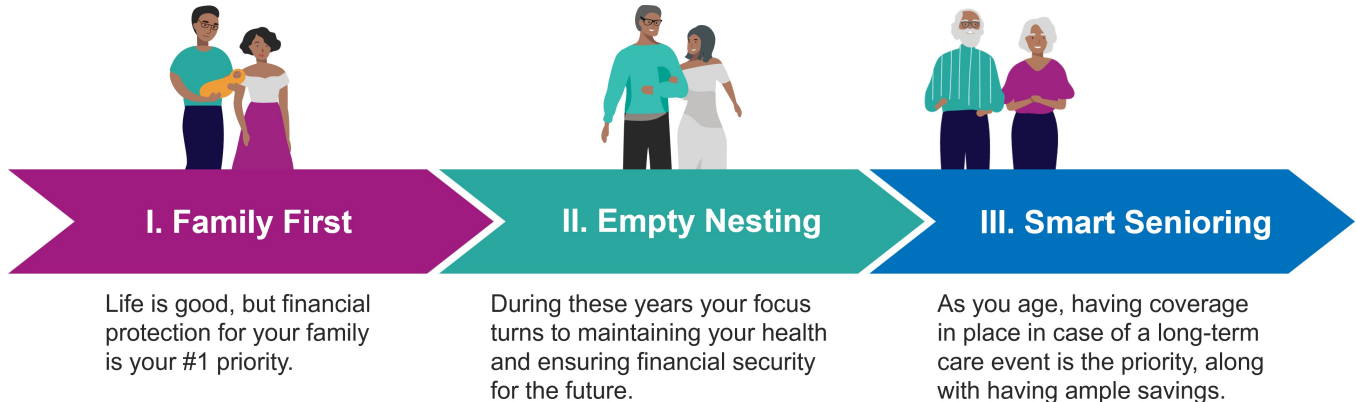 I. Family First
II. Empty Nesting
III. Smart Senioring
Life is good, but financial
protection for your family
is your #1 priority.
During these years your focus
turns to maintaining your health
and ensuring financial security
for the future.
As you age, having coverage
in place in case of a long-term
care event is the priority, along
with having ample savings.